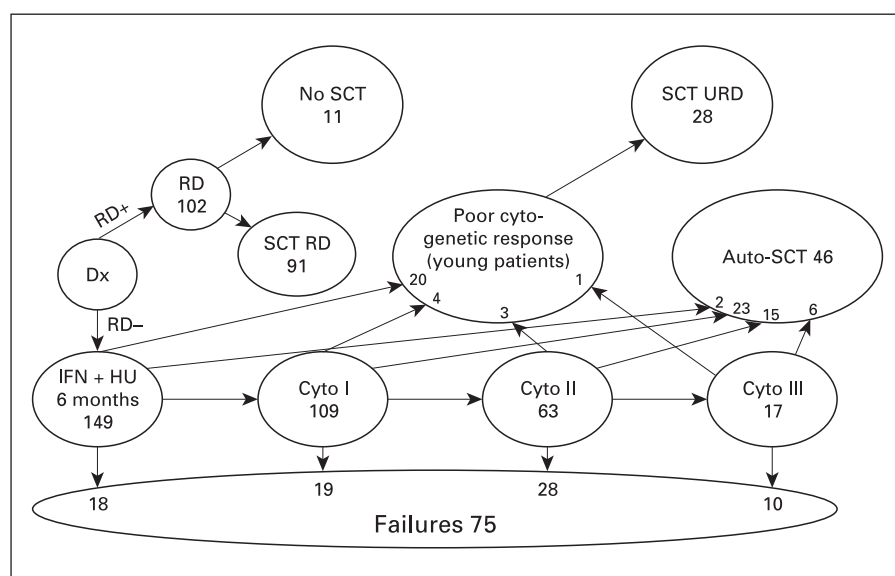 No SCT
11
SCT URD
28
RD+
RD
102
SCT RD
91
Poor cyto-
genetic response
(young patients)
20
4
3
1
Auto-SCT 46
2
23
15
6
Dx
RD–
IFN + HU
6 months
149
Cyto I
109
Cyto II
63
Cyto III
17
18
19
28
10
Failures 75